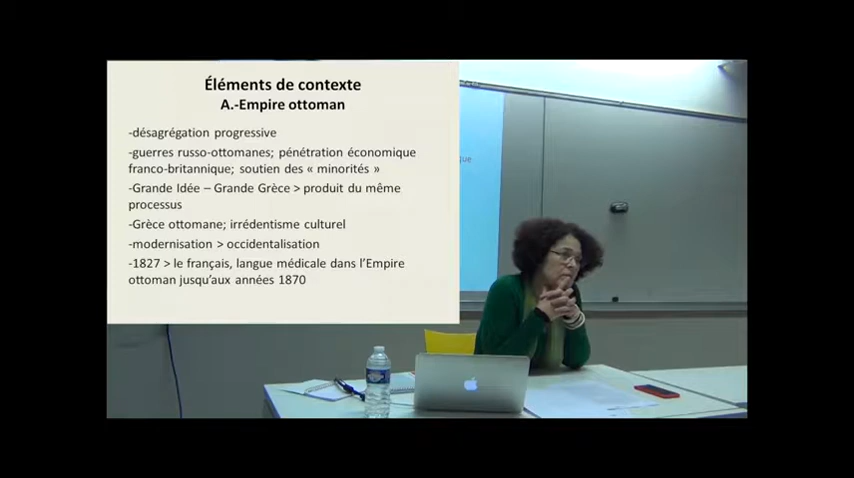 Éléments de contexte
A.-Empire ottoman
-désagrégation progressive
-guerres russo-ottomanes; pénétration économique
franco-britannique; soutien des « minorités »
-Grande Idée – Grande Grèce > produit du même
processus
-Grèce ottomane; irrédentisme culturel
-modernisation > occidentalisation
-1827 > le français, langue médicale dans l’Empire
ottoman jusqu’aux années 1870